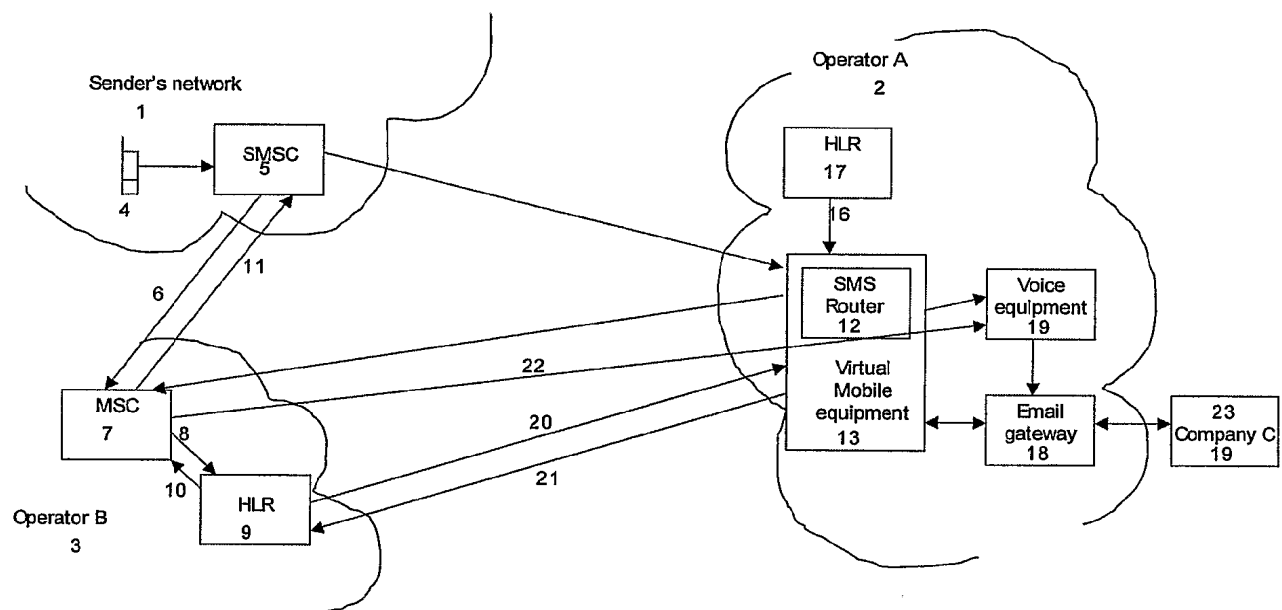 Sender's network
1
SMSC
5
4
6
11
Operator A
2
HLR
17
16
SMS
Router
12
Virtual
Mobile
equipment
13
Voice
equipment
19
Email
gateway
18
23
Company C
19
22
20
21
MSC
7
8
10
HLR
9
Operator B
3